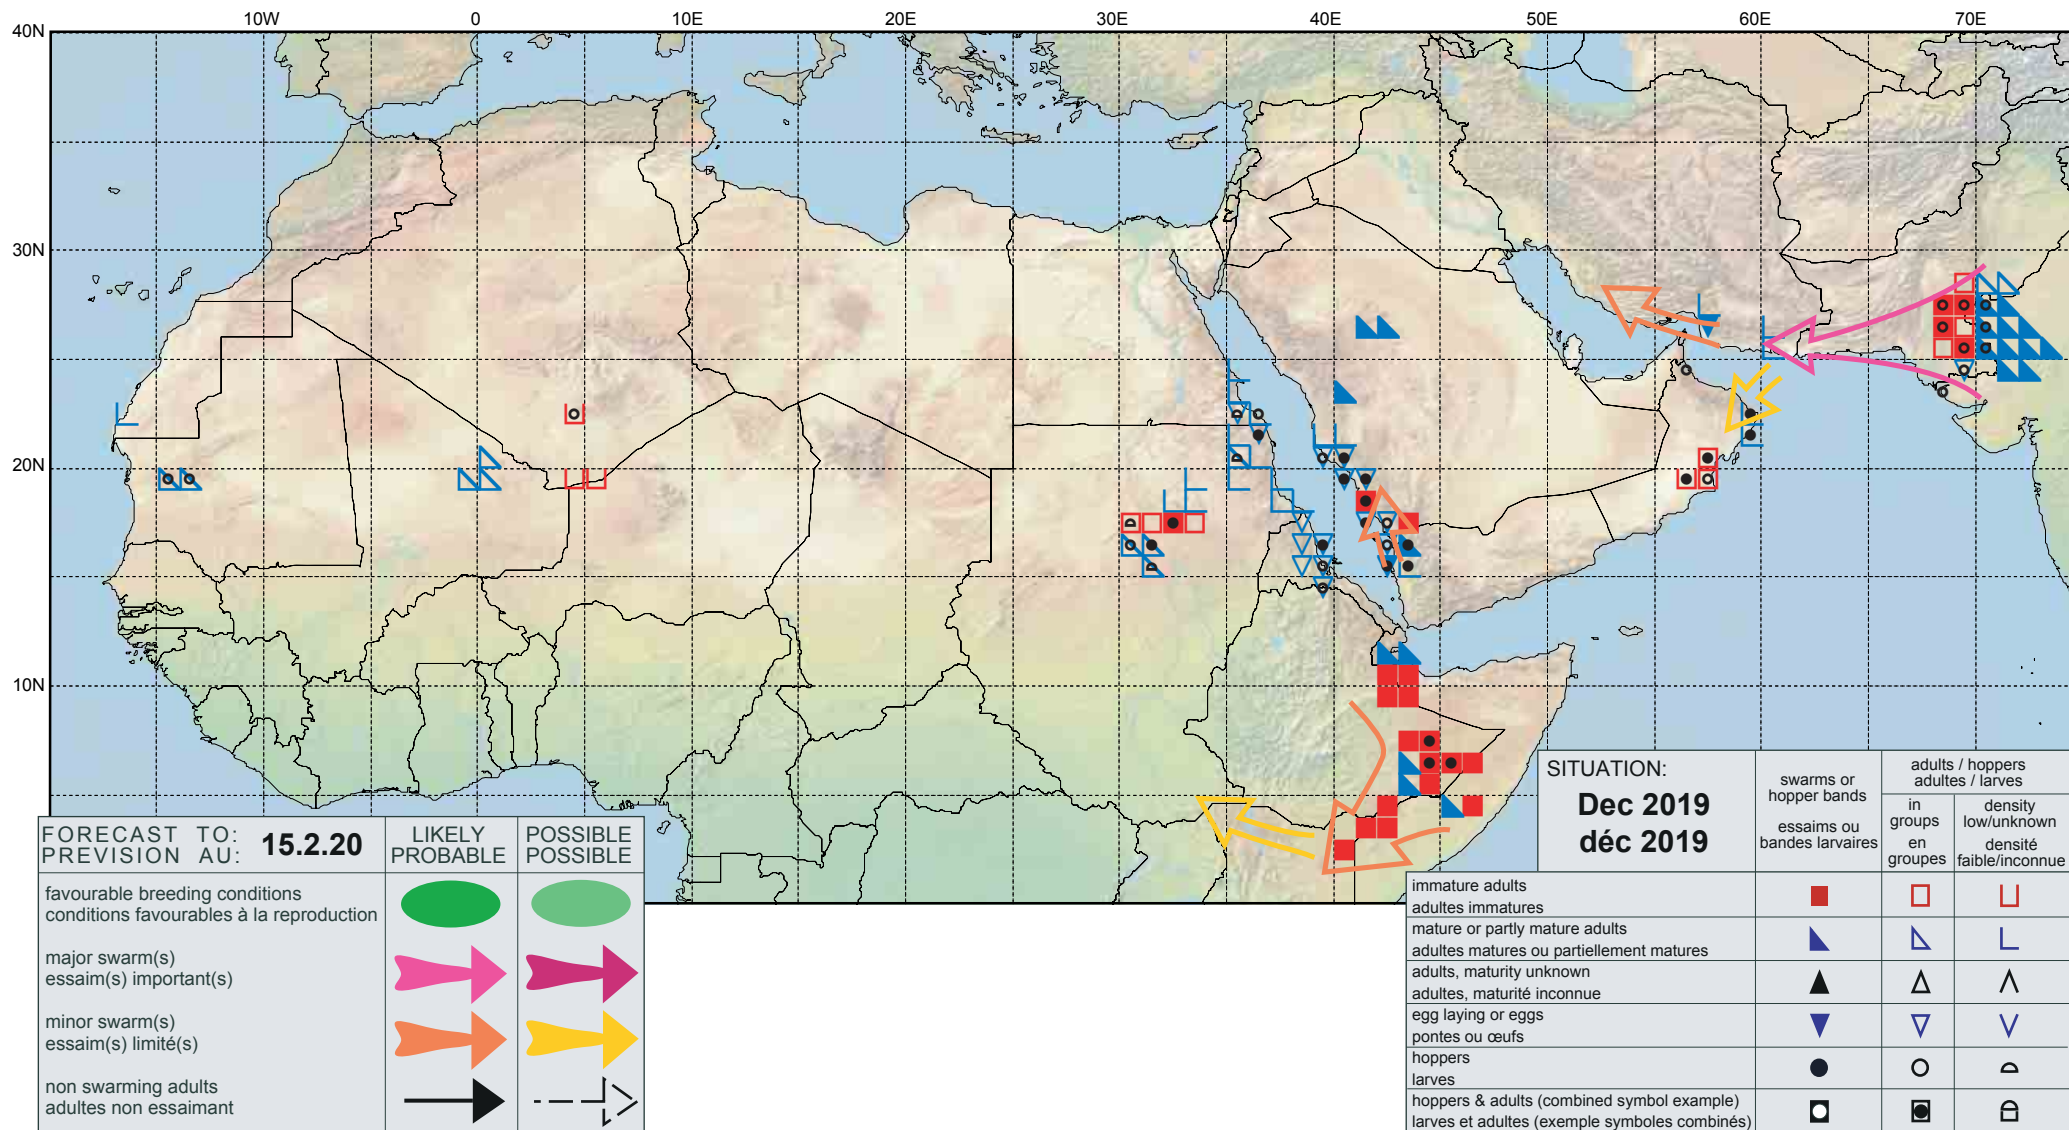 10W 0 10E 20E 30E 40E 50E 60E 70E
40N
30N
20N
10N
FORECAST TO:
PREVISION AU:
15.2.20
LIKELY
PROBABLE
POSSIBLE
POSSIBLE
favourable breeding conditions
conditions favourables à la reproduction
major swarm(s)
essaim(s) important(s)
minor swarm(s)
essaim(s) limité(s)
non swarming adults
adultes non essaimant
SITUATION:
Dec 2019
déc 2019
swarms or
hopper bands
essaims ou
bandes larvaires
adults / hoppers
adultes / larves
in
groups
en
groupes
density
low/unknown
densité
faible/inconnue
immature adults
adultes immatures
mature or partly mature adults
adultes matures ou partiellement matures
adults, maturity unknown
adultes, maturité inconnue
egg laying or eggs
pontes ou œufs
hoppers
larves
hoppers & adults (combined symbol example)
larves et adultes (exemple symboles combinés)